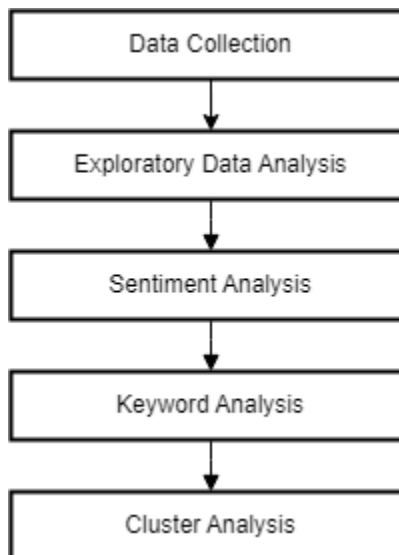 Data Collection
Exploratory Data Analysis
Sentiment Analysis
Keyword Analysis
Cluster Analysis